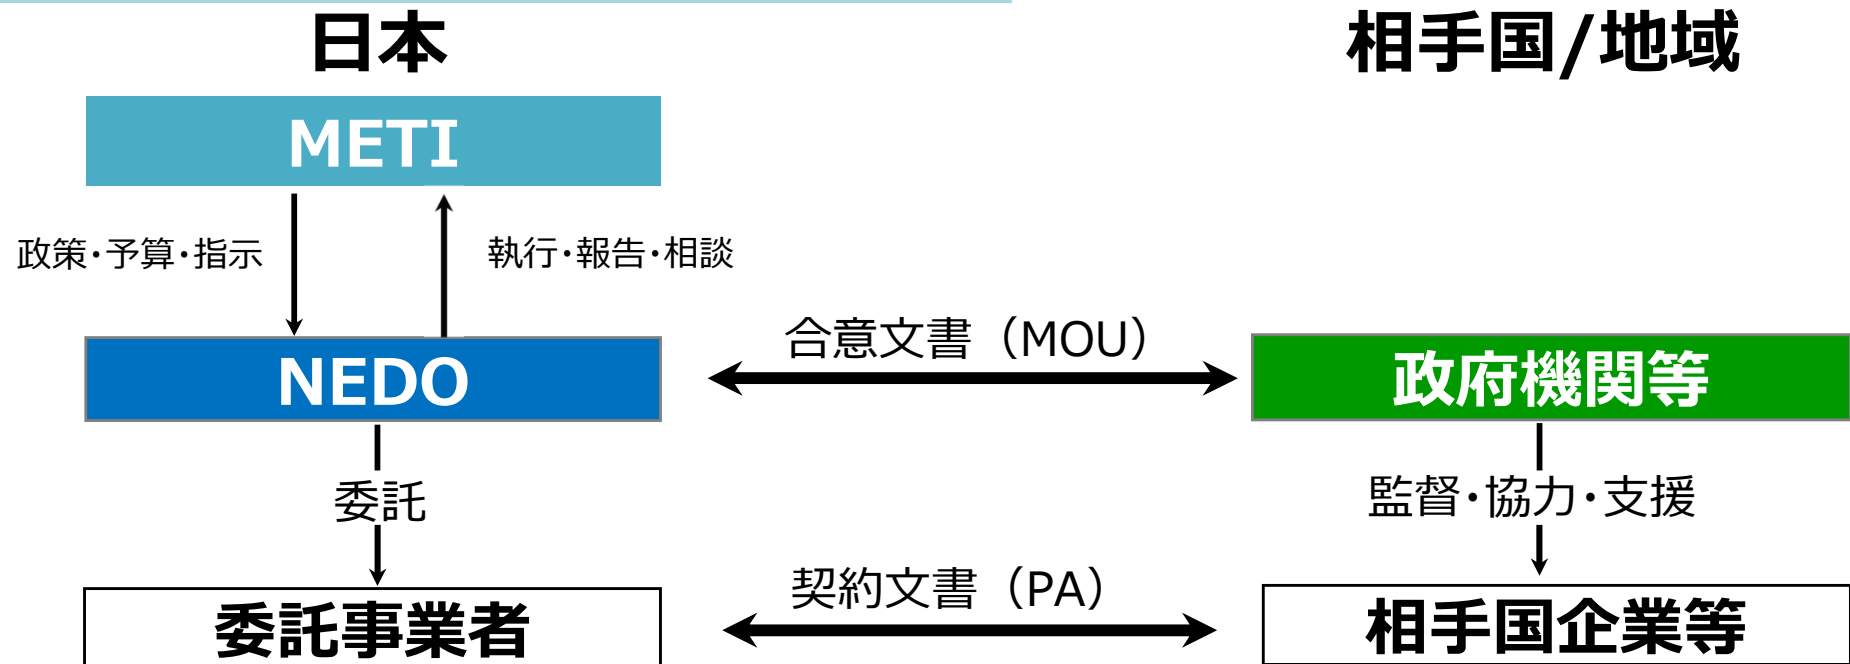 日本
相手国/地域
METI
政策・予算・指示
執行・報告・相談
合意文書（MOU）
NEDO
政府機関等
委託
監督・協力・支援
契約文書（PA）
委託事業者
相手国企業等